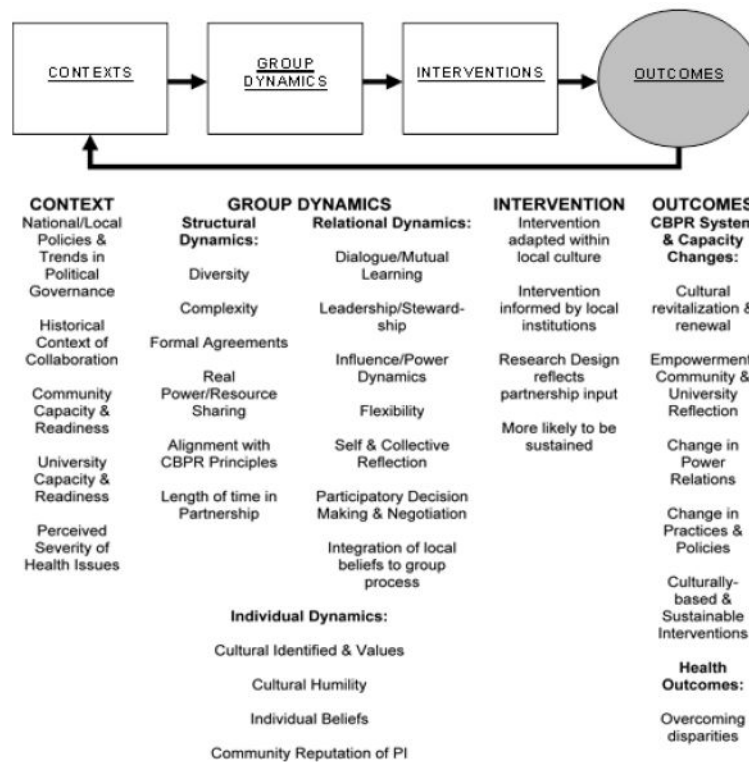 CONTEXTS
GROUP
DYNAMICS
INTERVENTIONS
OUTCOMES
CONTEXT
National/Local
Policies &
Trends in
Political
Governance
Historical
Context of
Collaboration
Community
Capacity &
Readiness
University
Capacity &
Readiness
Perceived
Severity of
Health Issues
GROUP DYNAMICS
Structural
Dynamics:
Diversity
Complexity
Formal Agreements
Real
Power/Resource
Sharing
Alignment with
CBPR Principles
Length of time in
Partnership
Relational Dynamics:
Dialogue/Mutual
Learning
Leadership/Steward-
ship
Influence/Power
Dynamics
Flexibility
Self & Collective
Reflection
Participatory Decision
Making & Negotiation
Integration of local
beliefs to group
process
Individual Dynamics:
Cultural Identified & Values
Cultural Humility
Individual Beliefs
Community Reputation of PI
INTERVENTION
Intervention
adapted within
local culture
Intervention
informed by local
institutions
Research Design
reflects
partnership input
More likely to be
sustained
OUTCOMES
CBPR System
& Capacity
Changes:
Cultural
revitalization &
renewal
Empowerment,
Community &
University
Reflection
Change in
Power
Relations
Change in
Practices &
Policies
Culturally-
based &
Sustainable
Interventions
Health
Outcomes:
Overcoming
disparities